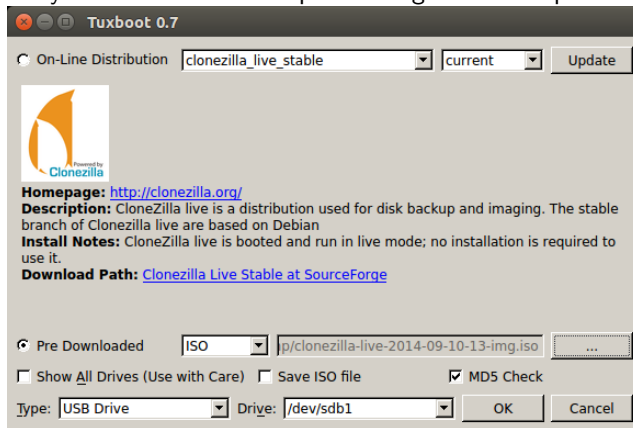 Tuxboot 0.7
On-Line Distribution clonezilla_live_stable current Update
Powered by
Clonezilla
Homepage: http://clonezilla.org/
Description: CloneZilla live is a distribution used for disk backup and imaging. The stable
branch of Clonezilla live are based on Debian
Install Notes: CloneZilla live is booted and run in live mode; no installation is required to
use it.
Download Path: Clonezilla Live Stable at SourceForge
Pre Downloaded ISO p/clonezilla-live-2014-09-10-13-img.iso ...
Show All Drives (Use with Care) Save ISO file MD5 Check
Type: USB Drive Drive: /dev/sdb1 OK Cancel